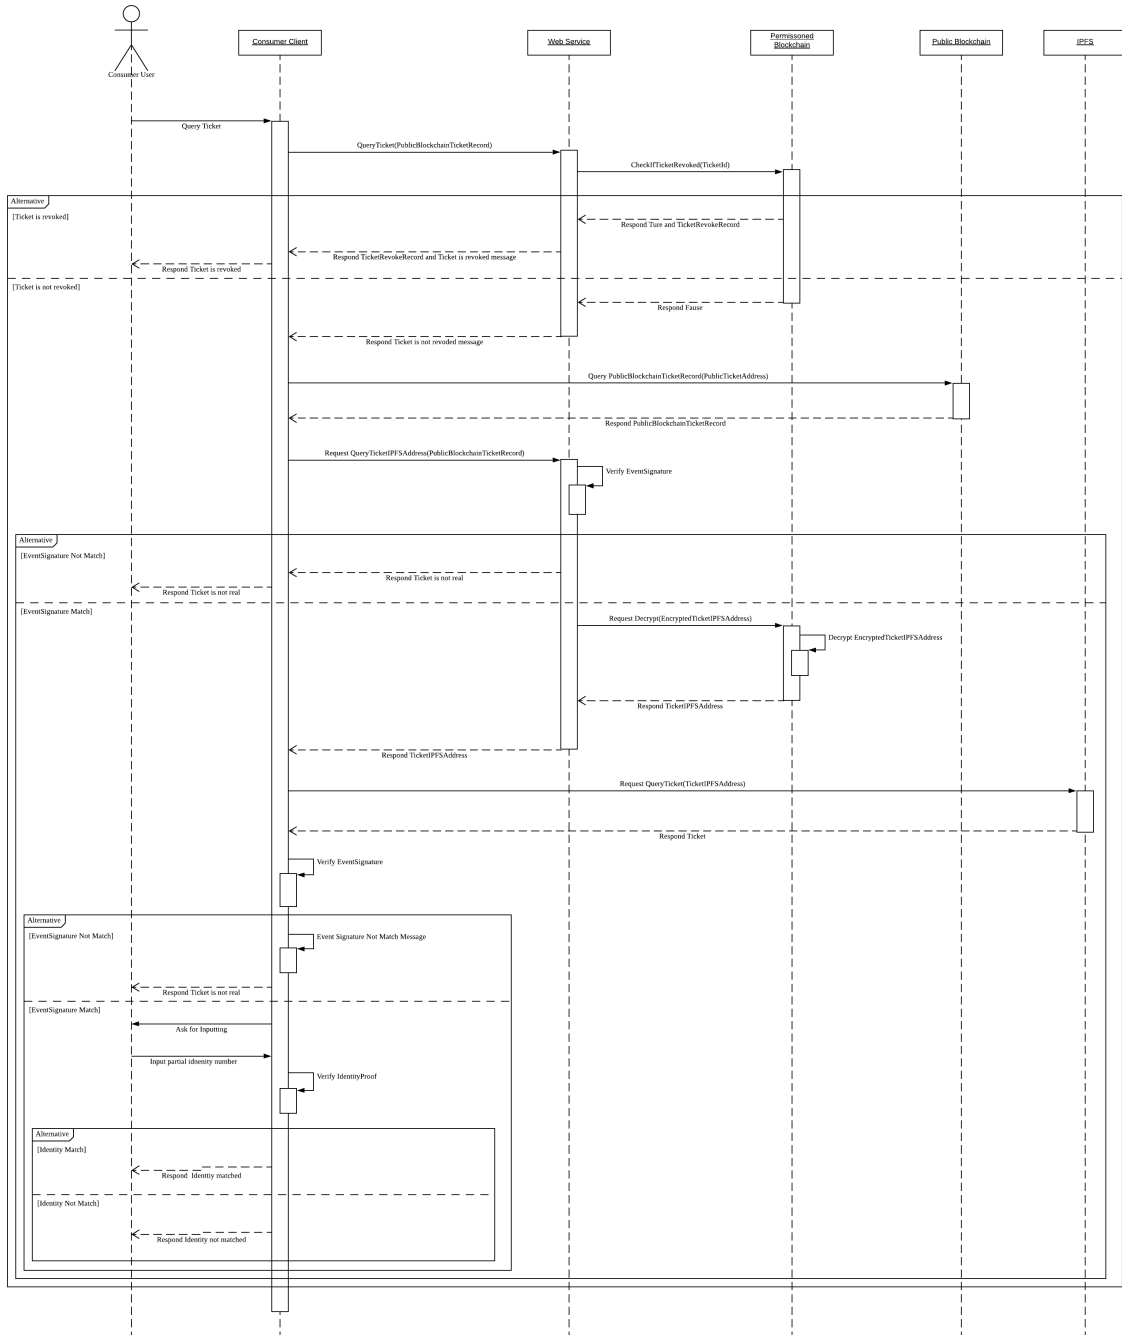 Consumer User
Consumer Client
Web Service
Permissoned
Blockchain
Public Blockchain
IPFS
Query Ticket
QueryTicket(PublicBlockchainTicketRecord)
CheckIfTicketRevoked(TicketId)
Alternative
[Ticket is revoked]
Respond Ture and TicketRevokeRecord
Respond TicketRevokeRecord and Ticket is revoked message
Respond Ticket is revoked
[Ticket is not revoked]
Respond Fause
Respond Ticket is not revoded message
Query PublicBlockchainTicketRecord(PublicTicketAddress)
Respond PublicBlockchainTicketRecord
Request QueryTicketIPFSAddress(PublicBlockchainTicketRecord)
Verify EventSignature
Alternative
[EventSignature Not Match]
Respond Ticket is not real
Respond Ticket is not real
[EventSignature Match]
Request Decrypt(EncryptedTicketIPFSAddress)
Decrypt EncryptedTicketIPFSAddress
Respond TicketIPFSAddress
Respond TicketIPFSAddress
Request QueryTicket(TicketIPFSAddress)
Respond Ticket
Verify EventSignature
Alternative
[EventSignature Not Match]
Event Signature Not Match Message
Respond Ticket is not real
[EventSignature Match]
Ask for Inputting
Input partial idnenity number
Verify IdentityProof
Alternative
[Identity Match]
Respond Identtiy matched
[Identity Not Match]
Respond Identity not matched